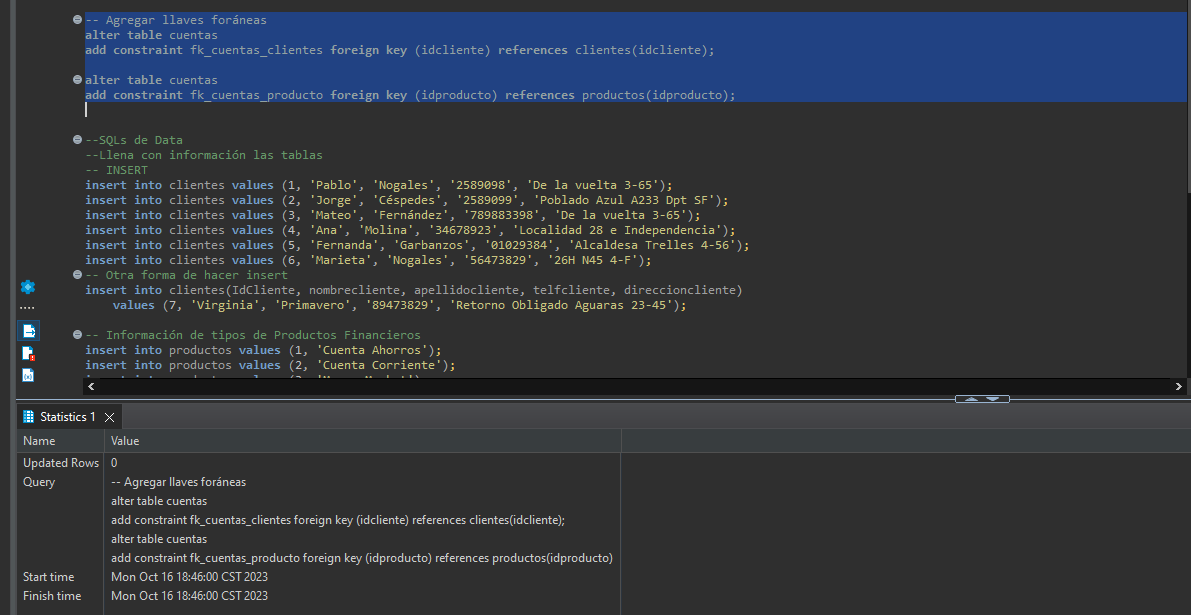 -- Agregar llaves foráneas
alter table cuentas
add constraint fk_cuentas_clientes foreign key (idcliente) references clientes(idcliente);
alter table cuentas
add constraint fk_cuentas_producto foreign key (idproducto) references productos(idproducto);
--SQLs de Data
--Llena con información las tablas
-- INSERT
insert into clientes values (1, 'Pablo', 'Nogales', '2589098', 'De la vuelta 3-65');
insert into clientes values (2, 'Jorge', 'Céspedes', '2589099', 'Poblado Azul A233 Dpt SF');
insert into clientes values (3, 'Mateo', 'Fernández', '789883398', 'De la vuelta 3-65');
insert into clientes values (4, 'Ana', 'Molina', '34678923', 'Localidad 28 e Independencia');
insert into clientes values (5, 'Fernanda', 'Garbanzos', '01029384', 'Alcaldesa Trelles 4-56');
insert into clientes values (6, 'Marieta', 'Nogales', '56473829', '26H N45 4-F');
-- Otra forma de hacer insert
insert into clientes(IdCliente, nombrecliente, apellidocliente, telfcliente, direccioncliente)
values (7, 'Virginia', 'Primavero', '89473829', 'Retorno Obligado Aguaras 23-45');
-- Información de tipos de Productos Financieros
insert into productos values (1, 'Cuenta Ahorros');
insert into productos values (2, 'Cuenta Corriente');
Statistics 1
Name Value
Updated Rows 0
Query -- Agregar llaves foráneas
alter table cuentas
add constraint fk_cuentas_clientes foreign key (idcliente) references clientes(idcliente);
alter table cuentas
add constraint fk_cuentas_producto foreign key (idproducto) references productos(idproducto)
Start time Mon Oct 16 18:46:00 CST 2023
Finish time Mon Oct 16 18:46:00 CST 2023